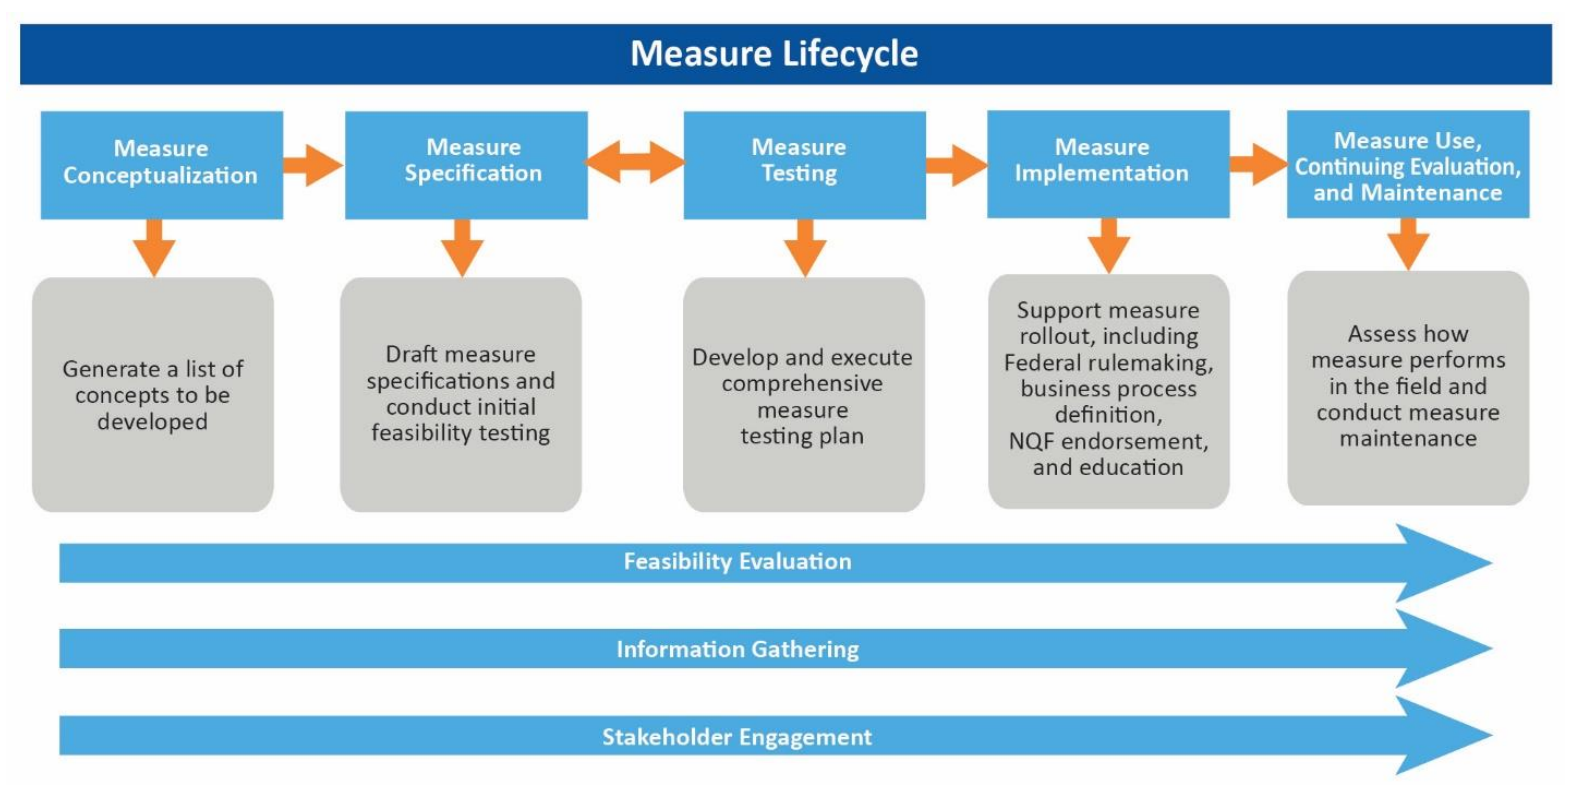 Measure Lifecycle
Measure
Conceptualization
Measure
Specification
Measure
Testing
Measure
Implementation
Measure Use,
Continuing Evaluation,
and Maintenance
Generate a list of
concepts to be
developed
Draft measure
specifications and
conduct initial
feasibility testing
Develop and execute
comprehensive
measure
testing plan
Support measure
rollout, including
Federal rulemaking,
business process
definition,
NQF endorsement,
and education
Assess how
measure performs
in the field and
conduct measure
maintenance
Feasibility Evaluation
Information Gathering
Stakeholder Engagement